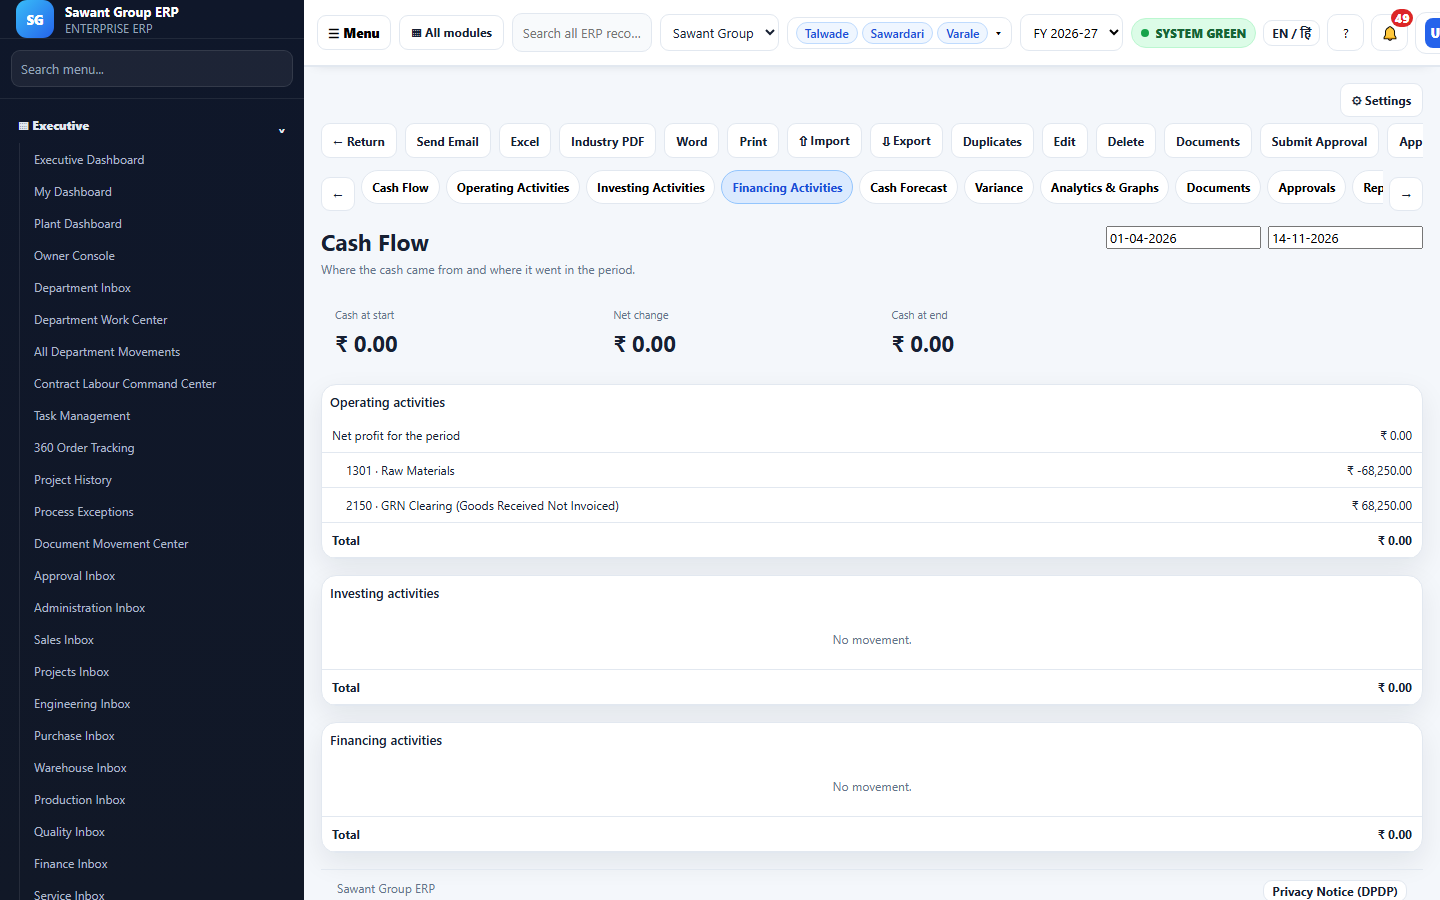 SG
Sawant Group ERP
ENTERPRISE ERP
Search menu...
Executive
Executive Dashboard
My Dashboard
Plant Dashboard
Owner Console
Department Inbox
Department Work Center
All Department Movements
Contract Labour Command Center
Task Management
360 Order Tracking
Project History
Process Exceptions
Document Movement Center
Approval Inbox
Administration Inbox
Sales Inbox
Projects Inbox
Engineering Inbox
Purchase Inbox
Warehouse Inbox
Production Inbox
Quality Inbox
Finance Inbox
Service Inbox
☰ Menu
All modules
Search all ERP reco...
Sawant Group
Talwade
Sawardari
Varale
FY 2026-27
SYSTEM GREEN
EN / हिं
?
49
U
Settings
← Return
Send Email
Excel
Industry PDF
Word
Print
⇧ Import
⇩ Export
Duplicates
Edit
Delete
Documents
Submit Approval
App
←
Cash Flow
Operating Activities
Investing Activities
Financing Activities
Cash Forecast
Variance
Analytics & Graphs
Documents
Approvals
Rep
→
Cash Flow
01-04-2026
14-11-2026
Where the cash came from and where it went in the period.
Cash at start
Net change
Cash at end
₹ 0.00
₹ 0.00
₹ 0.00
Operating activities
Net profit for the period ₹ 0.00
1301 · Raw Materials ₹ -68,250.00
2150 · GRN Clearing (Goods Received Not Invoiced) ₹ 68,250.00
Total ₹ 0.00
Investing activities
No movement.
Total ₹ 0.00
Financing activities
No movement.
Total ₹ 0.00
Sawant Group ERP
Privacy Notice (DPDP)